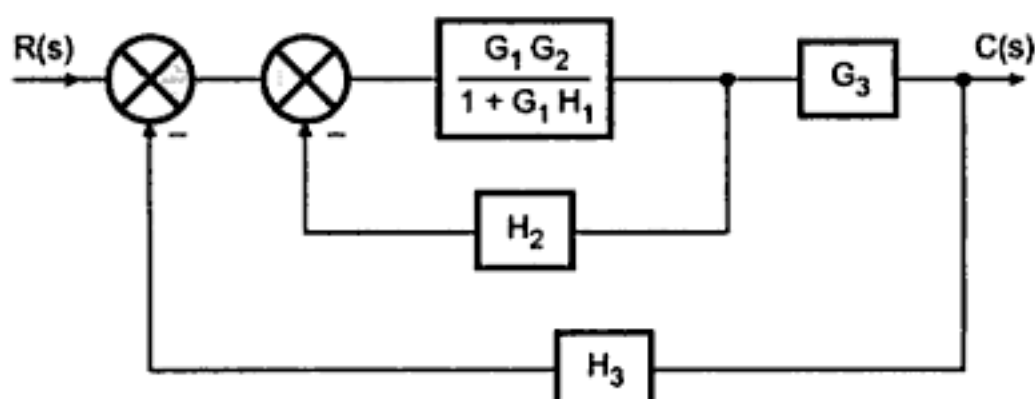 R(s)
G₁ G₂
1 + G₁ H₁
G₃
C(s)
−
−
H₂
H₃